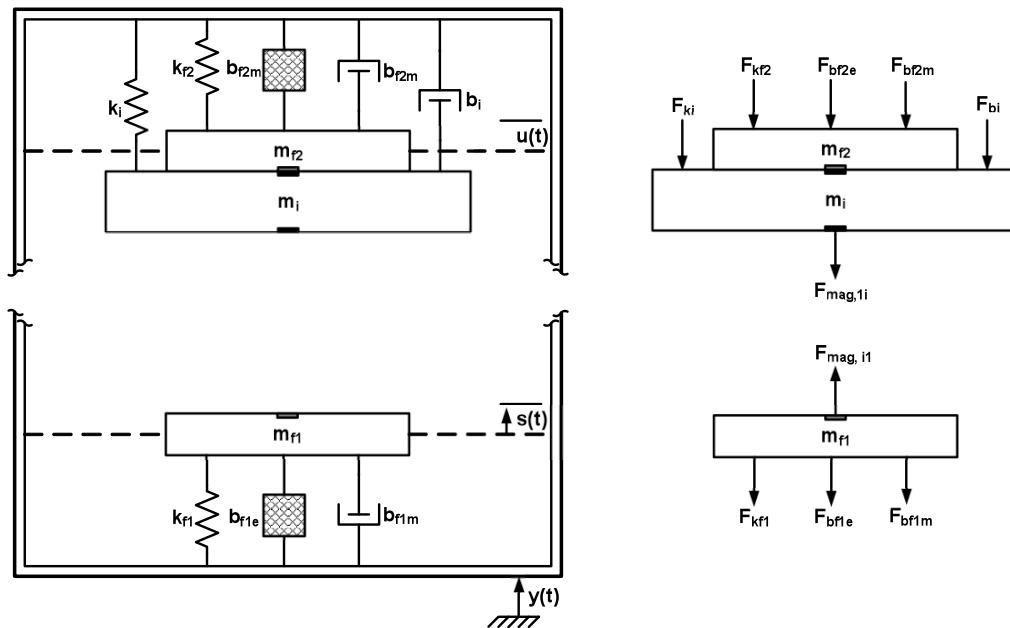 k_i
k_f2
b_f2m
b_f2m
b_i
u(t)
m_f2
m_i
s(t)
m_f1
k_f1
b_f1e
b_f1m
y(t)
F_ki
F_kf2
F_bf2e
F_bf2m
F_bi
m_f2
m_i
F_mag,1i
F_mag, i1
m_f1
F_kf1
F_bf1e
F_bf1m